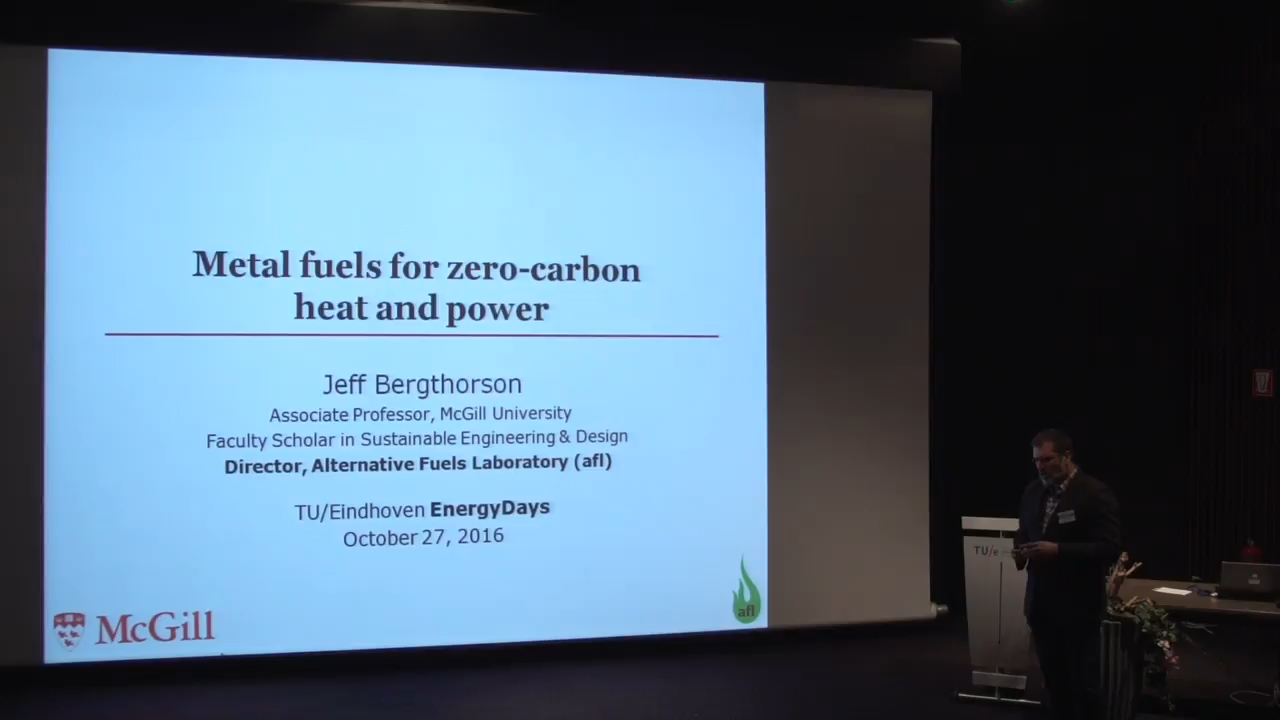 Metal fuels for zero-carbon
heat and power
Jeff Bergthorson
Associate Professor, McGill University
Faculty Scholar in Sustainable Engineering & Design
Director, Alternative Fuels Laboratory (afl)
TU/Eindhoven EnergyDays
October 27, 2016
McGill
afl
TU/e